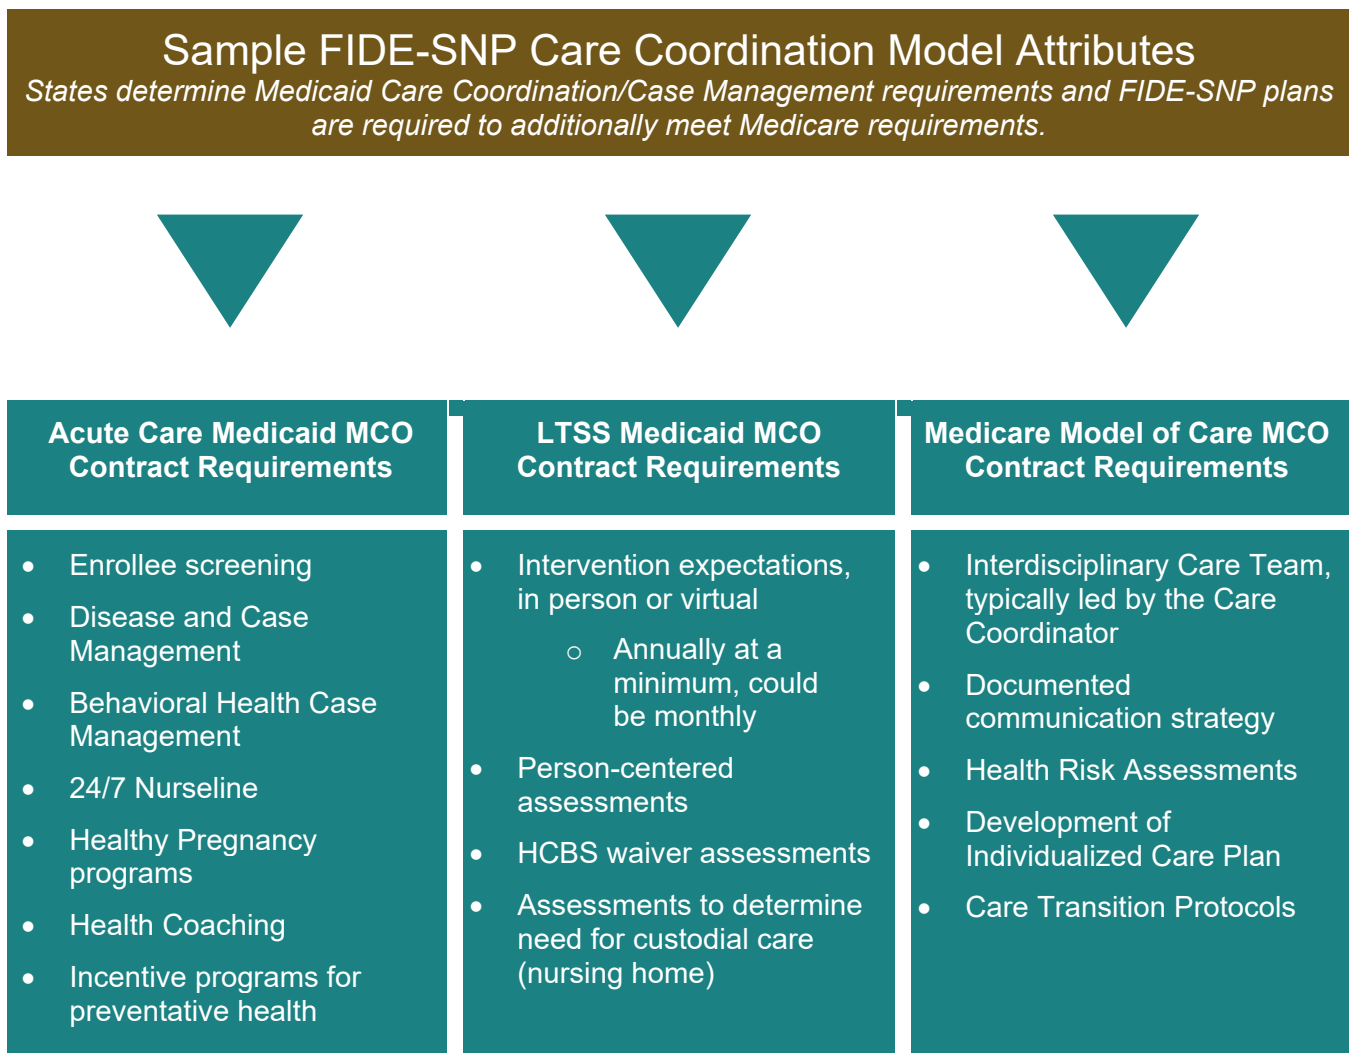 Sample FIDE-SNP Care Coordination Model Attributes
States determine Medicaid Care Coordination/Case Management requirements and FIDE-SNP plans
are required to additionally meet Medicare requirements.
Acute Care Medicaid MCO
Contract Requirements
• Enrollee screening
• Disease and Case
Management
• Behavioral Health Case
Management
• 24/7 Nurseline
• Healthy Pregnancy
programs
• Health Coaching
• Incentive programs for
preventative health
LTSS Medicaid MCO
Contract Requirements
• Intervention expectations,
in person or virtual
o Annually at a
minimum, could
be monthly
• Person-centered
assessments
• HCBS waiver assessments
• Assessments to determine
need for custodial care
(nursing home)
Medicare Model of Care MCO
Contract Requirements
• Interdisciplinary Care Team,
typically led by the Care
Coordinator
• Documented
communication strategy
• Health Risk Assessments
• Development of
Individualized Care Plan
• Care Transition Protocols